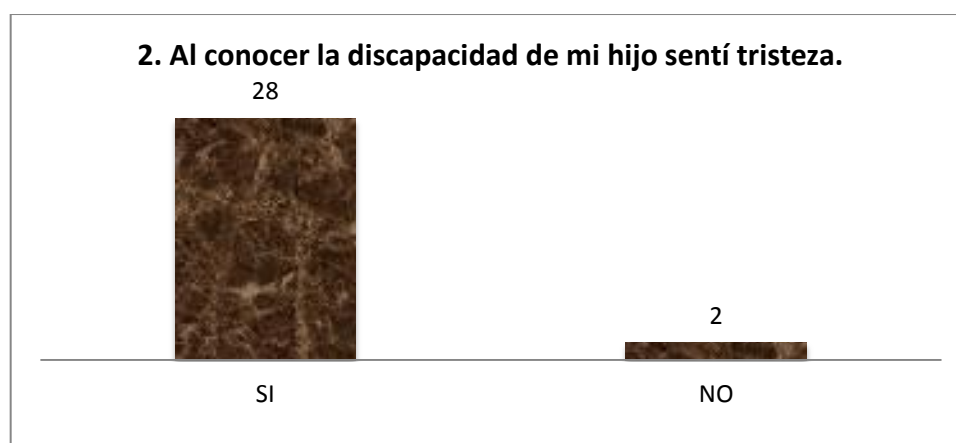 2. Al conocer la discapacidad de mi hijo sentí tristeza.
28
2
SI
NO